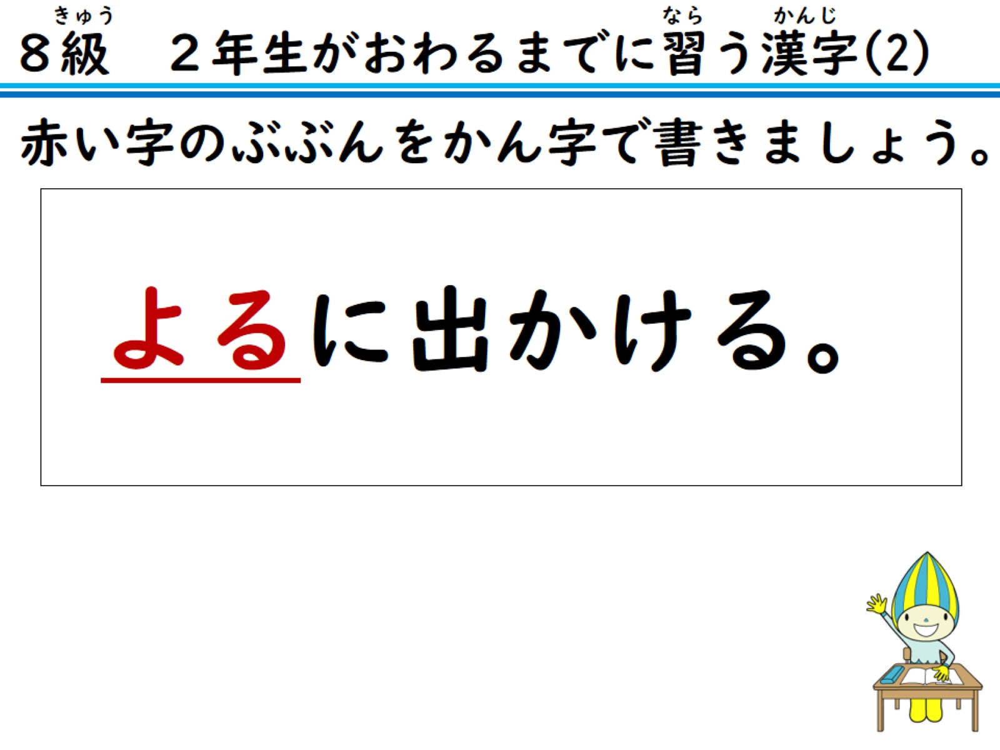 きゅう なら かんじ
８級　２年生がおわるまでに習う漢字(2)
赤い字のぶぶんをかん字で書きましょう。
よるに出かける。